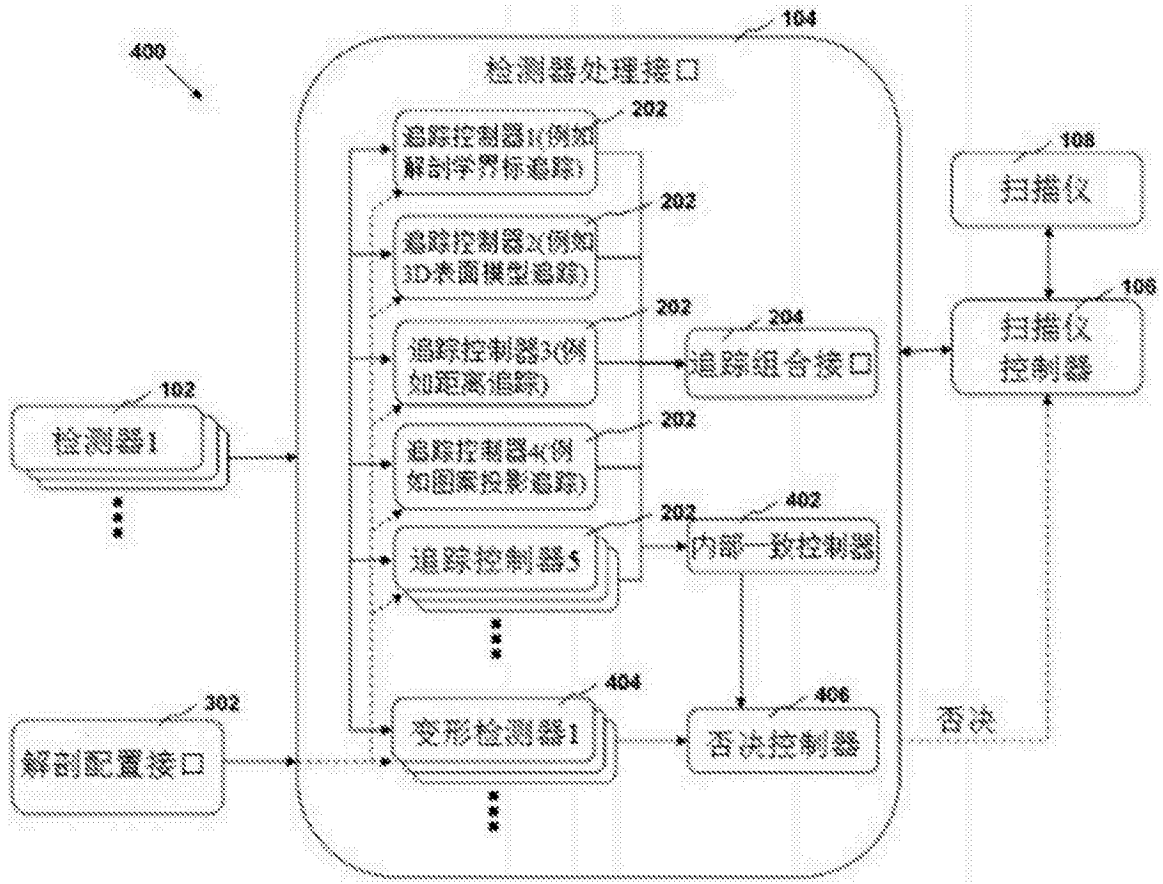 400
104
检测器处理接口
202
追踪控制器1(例如
解剖学界标追踪)
202
追踪控制器2(例如
3D表面模型追踪)
202
追踪控制器3(例
如距离追踪)
202
追踪控制器4(例
如图案投影追踪)
202
追踪控制器5
404
变形检测器1
204
追踪组合接口
402
内部一致控制器
406
否决控制器
102
检测器1
302
解剖配置接口
108
扫描仪
106
扫描仪
控制器
否决